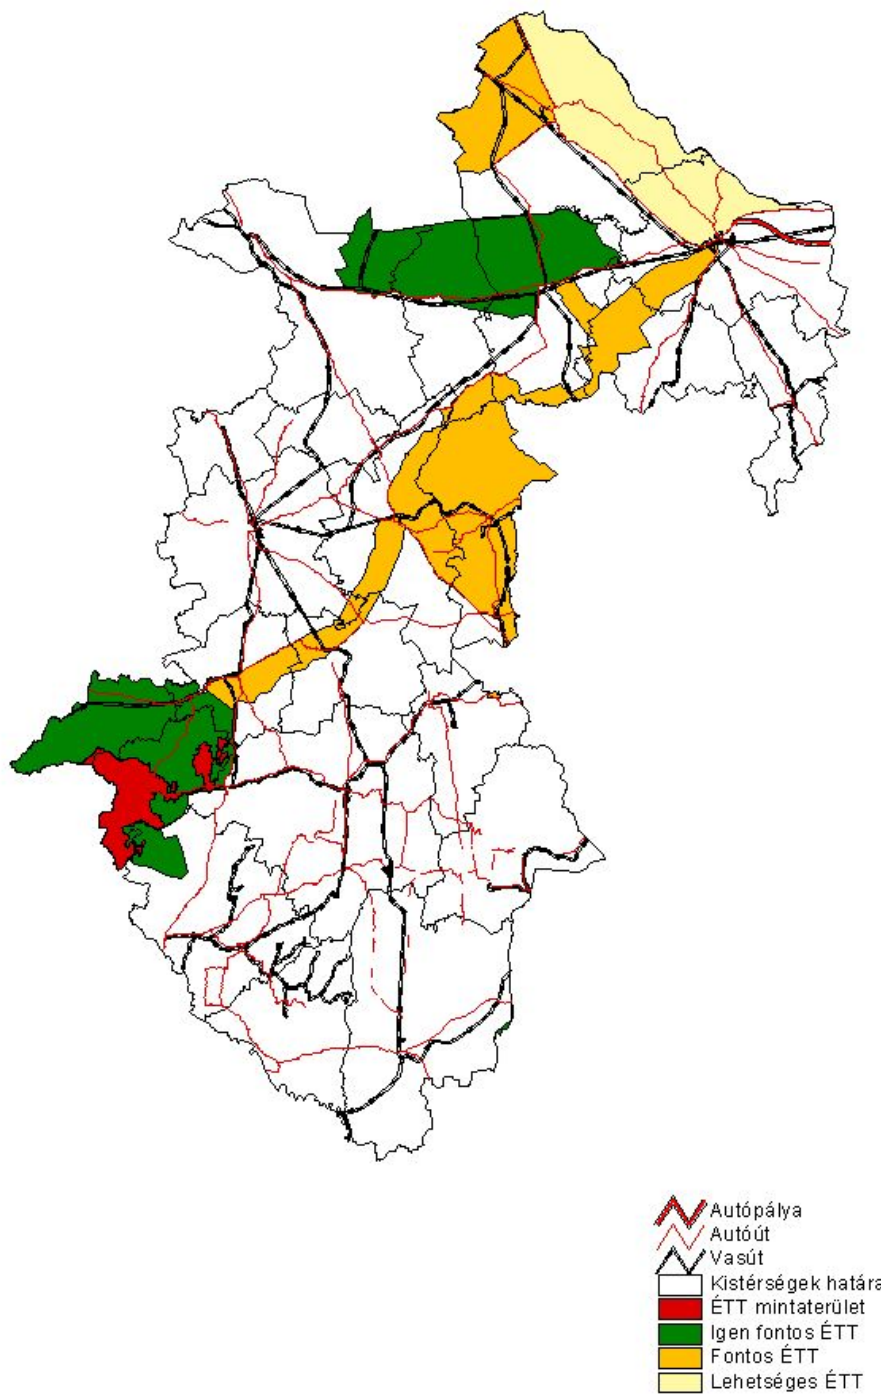 Autópálya
Autóút
Vasút
Kistérségek határa
ÉTT mintaterület
Igen fontos ÉTT
Fontos ÉTT
Lehetséges ÉTT